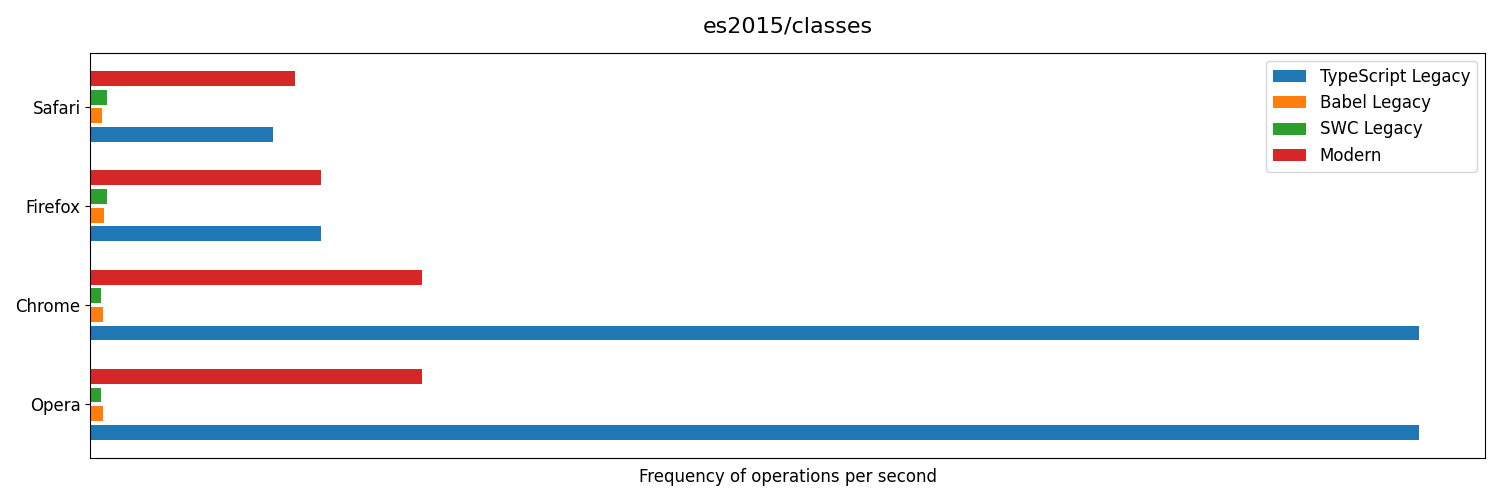 es2015/classes
TypeScript Legacy
Babel Legacy
SWC Legacy
Modern
Safari
Firefox
Chrome
Opera
Frequency of operations per second